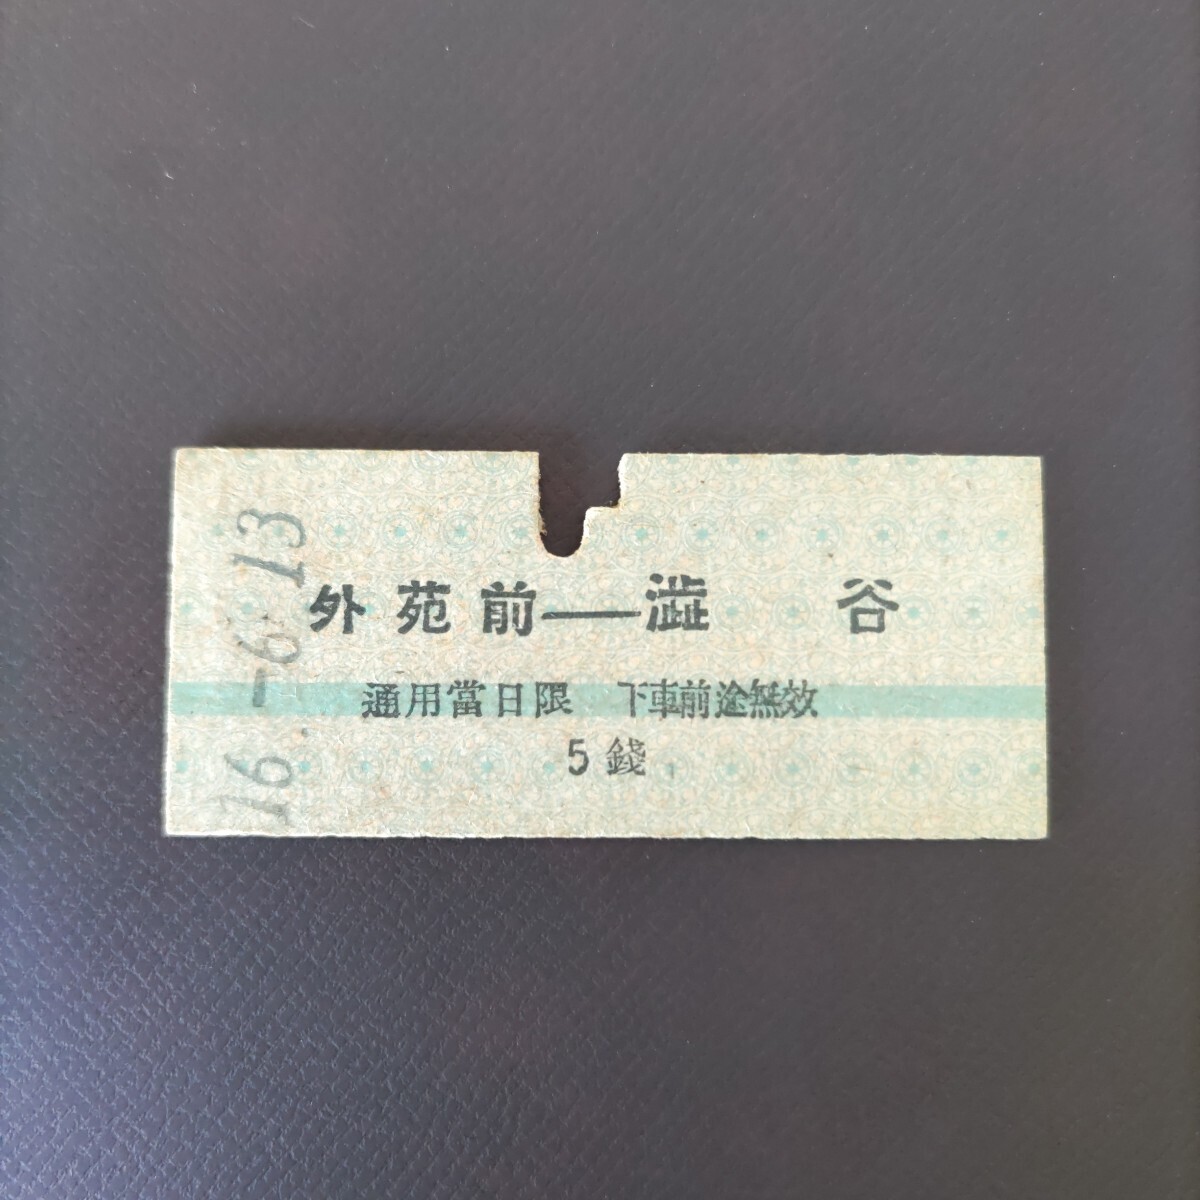 外苑前―澁谷
通用當日限 下車前途無效
5錢
16.-6.13